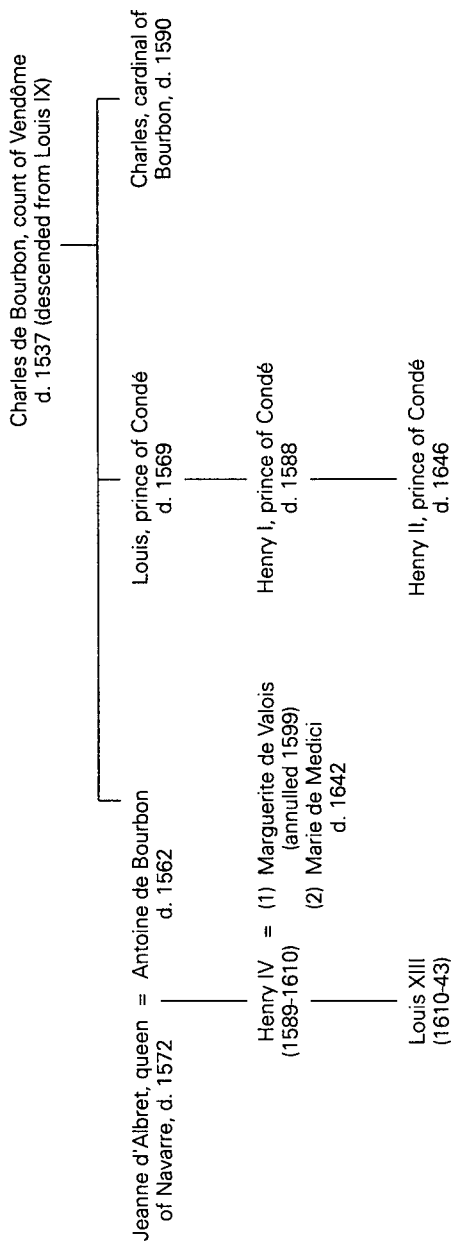 Charles de Bourbon, count of Vendôme
d. 1537 (descended from Louis IX)
Jeanne d'Albret, queen = Antoine de Bourbon
of Navarre, d. 1572 d. 1562
Louis, prince of Condé
d. 1569
Charles, cardinal of
Bourbon, d. 1590
Henry IV = (1) Marguerite de Valois
(1589-1610) (annulled 1599)
(2) Marie de Medici
d. 1642
Henry I, prince of Condé
d. 1588
Louis XIII
(1610-43)
Henry II, prince of Condé
d. 1646